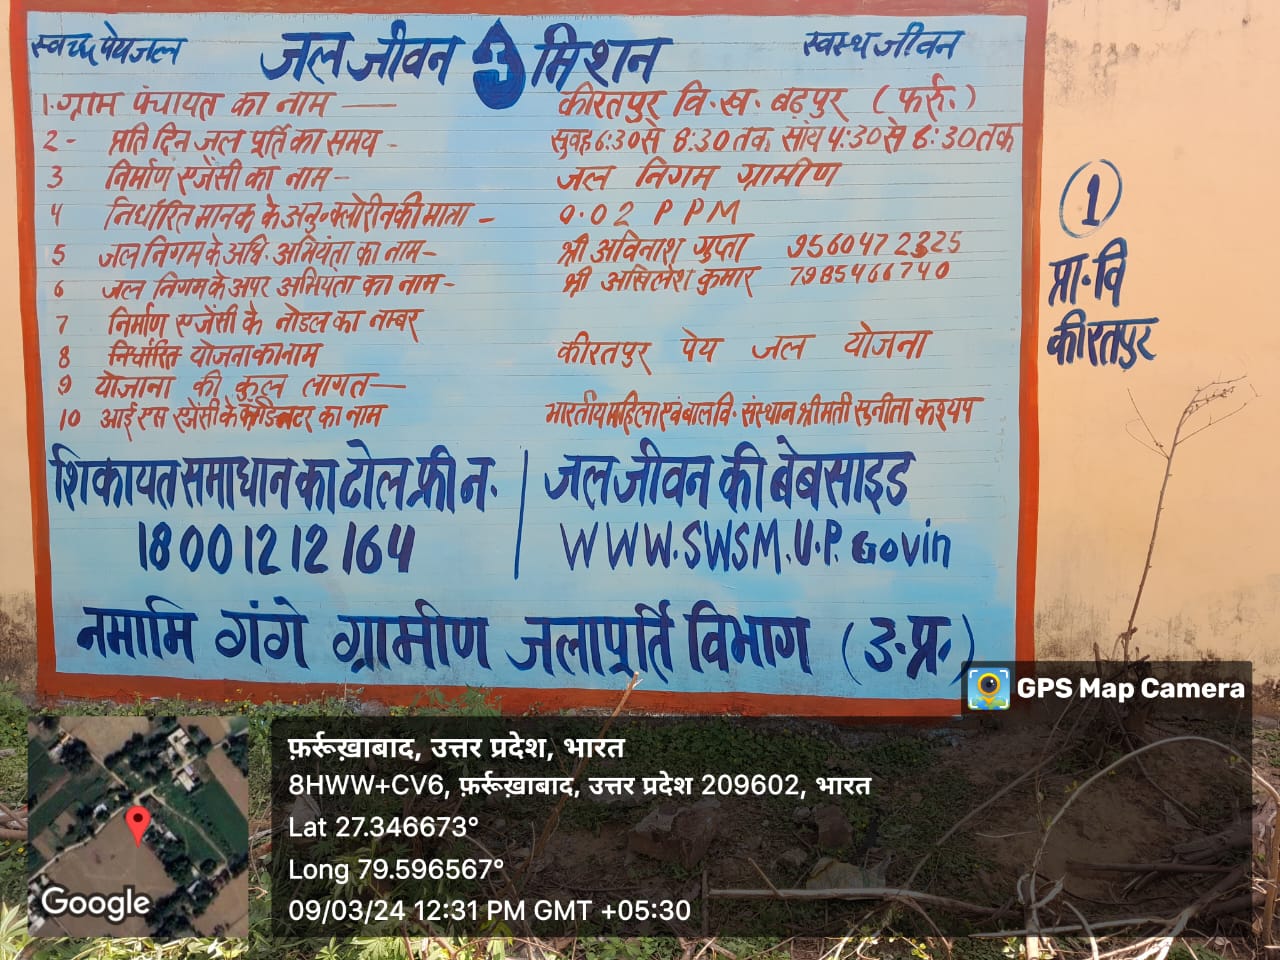 स्वच्छ पेयजल जल जीवन मिशन स्वस्थ जीवन
1. ग्राम पंचायत का नाम — कीरतपुर वि.ख. बढ़पुर (फर्रु.)
2- प्रति दिन जल पूर्ति का समय - सुवह 6:30 से 8:30 तक, सांय 4:30 से 6:30 तक
3 निर्माण एजेंसी का नाम - जल निगम ग्रामीण
4 निर्धारित मानक के अनु० क्लोरीन की मात्रा - 0.02 PPM
5 जल निगम के अधि. अभियंता का नाम - श्री अविनाश गुप्ता 9560472325
6 जल निगम के अपर अभियंता का नाम - श्री अखिलेश कुमार 7985466740
7 निर्माण एजेंसी के नोडल का नम्बर
8 निर्धारित योजना का नाम कीरतपुर पेय जल योजना
9 योजाना की कुल लागत —
10 आई एस एजेंसी के का नाम भारतीय महिला एवं बाल वि. संस्थान श्रीमती सुनीता कश्यप
शिकायत समाधान का टोल फ्री न.
18001212164
जल जीवन की बेबसाइड
WWW.SWSM.U.P.Govin
नमामि गंगे ग्रामीण जलापूर्ति विभाग (उ.प्र.)
1
प्रा.वि
कीरतपुर
GPS Map Camera
फ़र्रूख़ाबाद, उत्तर प्रदेश, भारत
8HWW+CV6, फ़र्रूख़ाबाद, उत्तर प्रदेश 209602, भारत
Lat 27.346673°
Long 79.596567°
09/03/24 12:31 PM GMT +05:30
Google